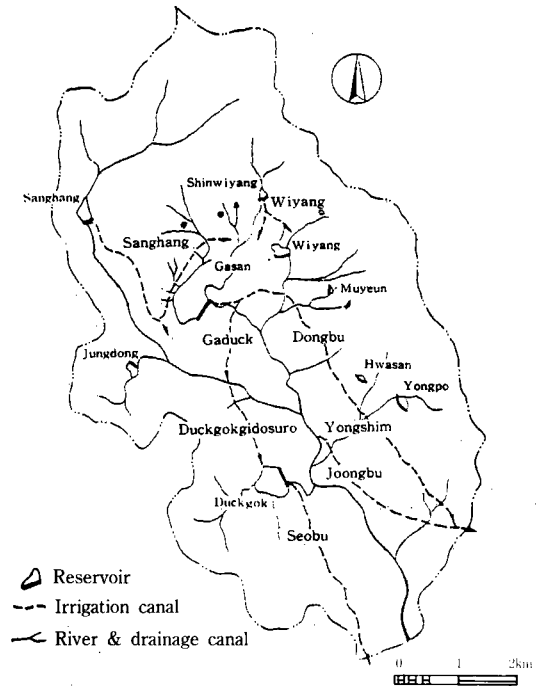 Shinwiyang
Sanghang
Wiyang
Sanghang
Wiyang
Gasan
Muyeun
Gaduck
Dongbu
Jungdong
Hwasan
Yongpo
Duckgokgidosuro
Yongshim
Joongbu
Duckgok
Seobu
Reservoir
Irrigation canal
River & drainage canal
0 1 2km